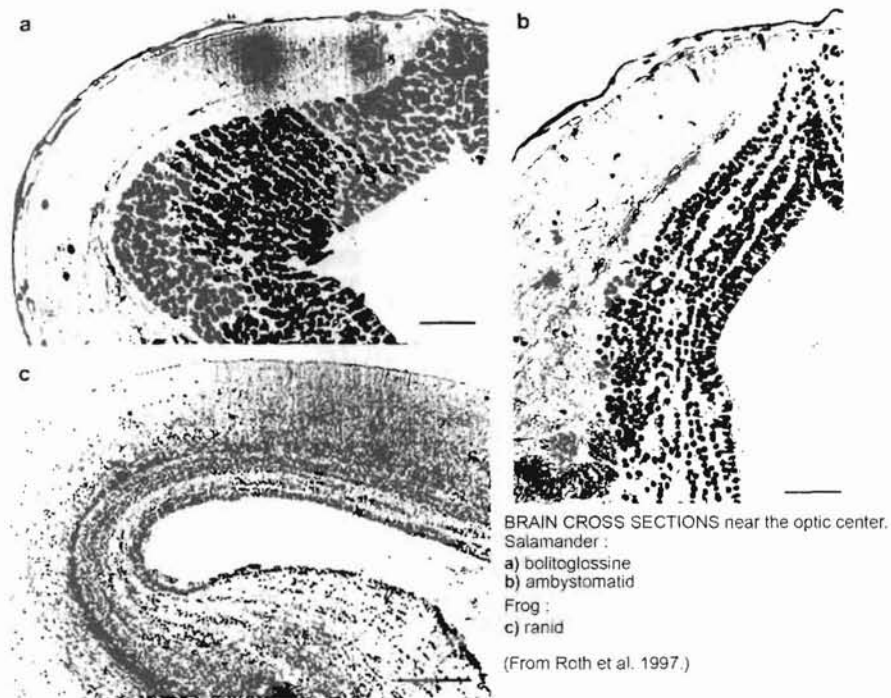 a
b
c
BRAIN CROSS SECTIONS near the optic center.
Salamander :
a) bolitoglossine
b) ambystomatid
Frog :
c) ranid
(From Roth et al. 1997.)